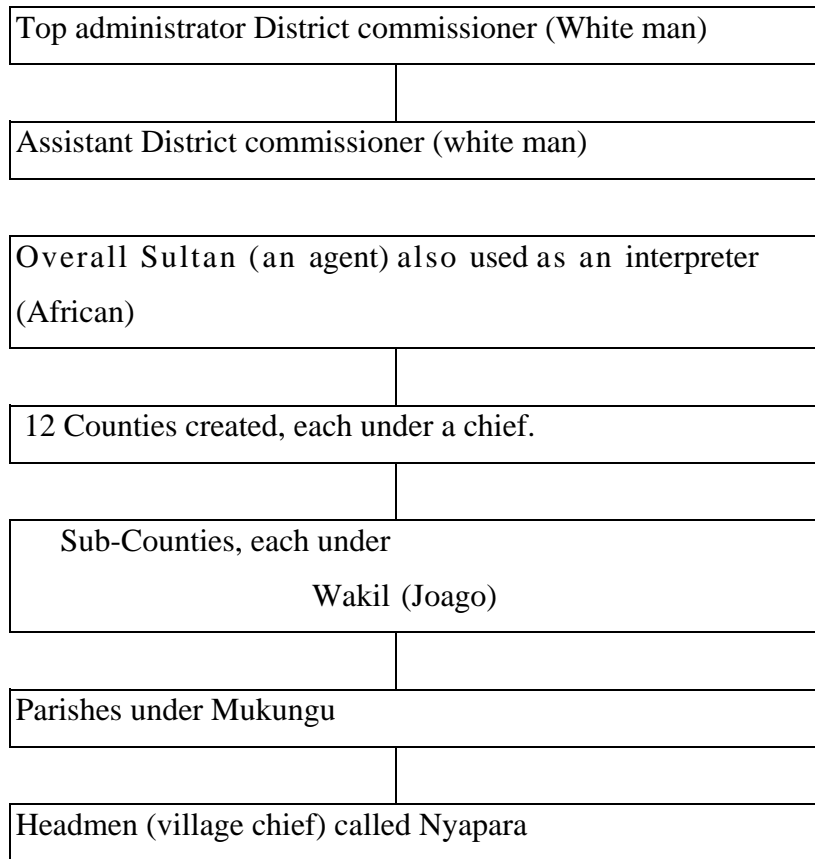 Top administrator District commissioner (White man)
Assistant District commissioner (white man)
Overall Sultan (an agent) also used as an interpreter
(African)
12 Counties created, each under a chief.
Sub-Counties, each under
Wakil (Joago)
Parishes under Mukungu
Headmen (village chief) called Nyapara